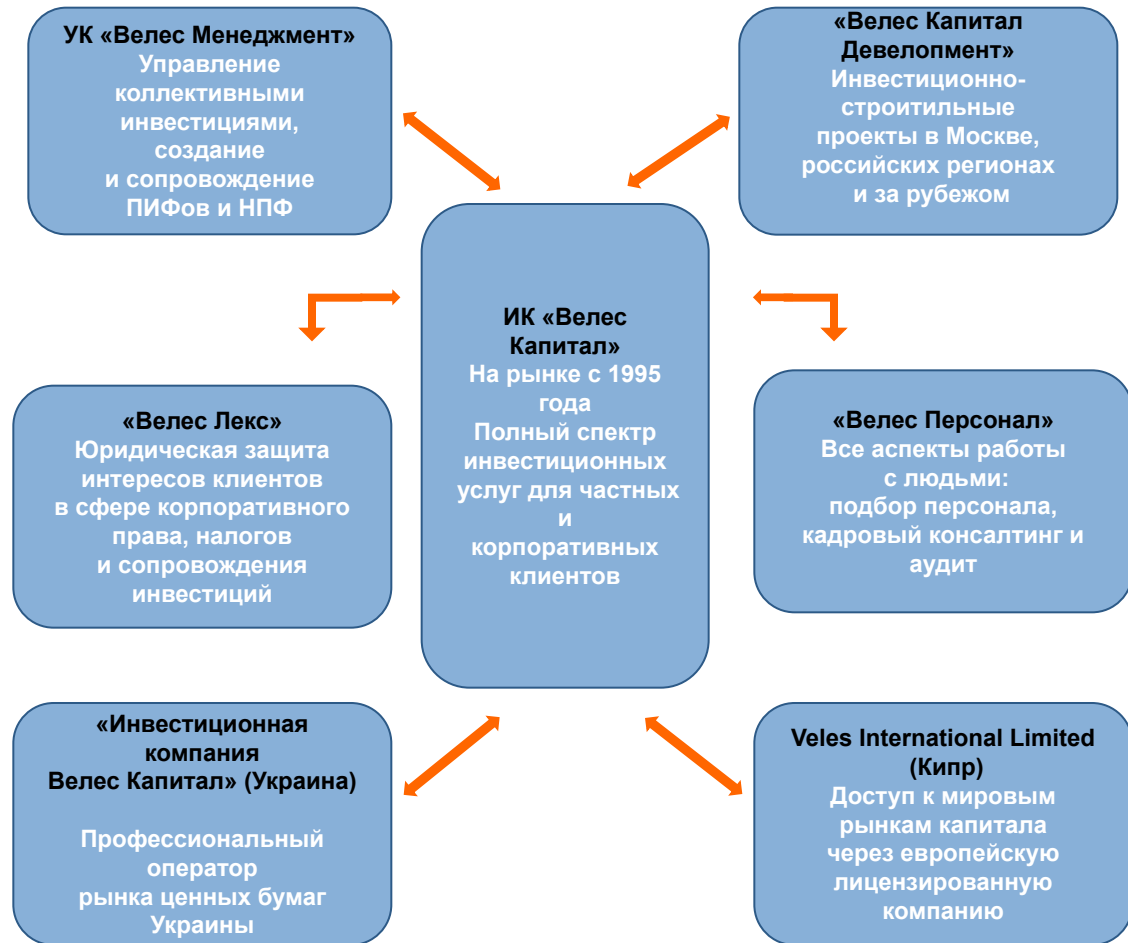 УК «Велес Менеджмент»
Управление
коллективными
инвестициями,
создание
и сопровождение
ПИФов и НПФ
«Велес Капитал
Девелопмент»
Инвестиционно-
строитильные
проекты в Москве,
российских регионах
и за рубежом
ИК «Велес
Капитал»
На рынке с 1995
года
Полный спектр
инвестиционных
услуг для частных
и
корпоративных
клиентов
«Велес Лекс»
Юридическая защита
интересов клиентов
в сфере корпоративного
права, налогов
и сопровождения
инвестиций
«Велес Персонал»
Все аспекты работы
с людьми:
подбор персонала,
кадровый консалтинг и
аудит
«Инвестиционная
компания
Велес Капитал» (Украина)
Профессиональный
оператор
рынка ценных бумаг
Украины
Veles International Limited
(Кипр)
Доступ к мировым
рынкам капитала
через европейскую
лицензированную
компанию